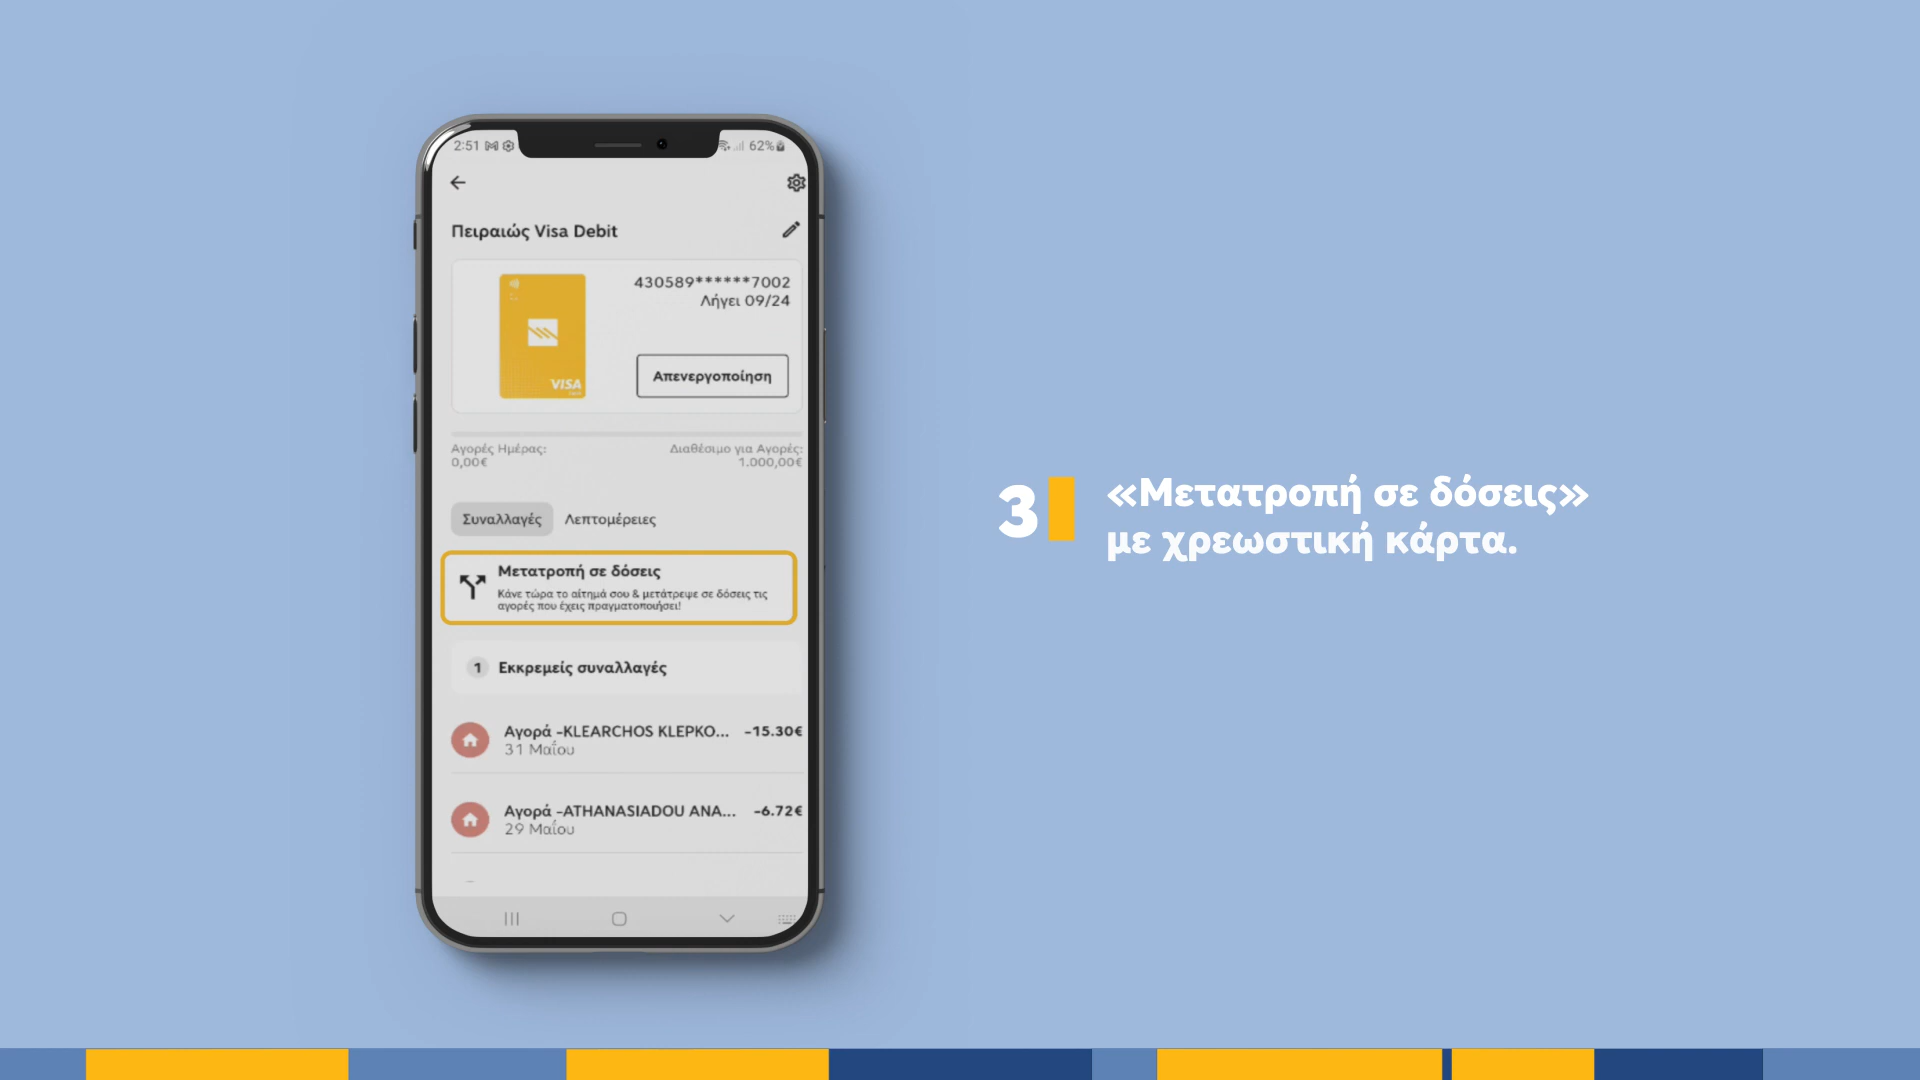 2:51
62%
Πειραιώς Visa Debit
430589******7002
Λήγει 09/24
VISA
Απενεργοποίηση
Αγορές Ημέρας:
0,00€
Διαθέσιμο για Αγορές:
1.000,00€
Συναλλαγές
Λεπτομέρειες
Μετατροπή σε δόσεις
Κάνε τώρα το αίτημά σου & μετάτρεψε σε δόσεις τις
αγορές που έχεις πραγματοποιήσει!
1 Εκκρεμείς συναλλαγές
Αγορά -KLEARCHOS KLEPKO... -15.30€
31 Μαΐου
Αγορά -ATHANASIADOU ANA... -6.72€
29 Μαΐου
3 «Μετατροπή σε δόσεις»
με χρεωστική κάρτα.